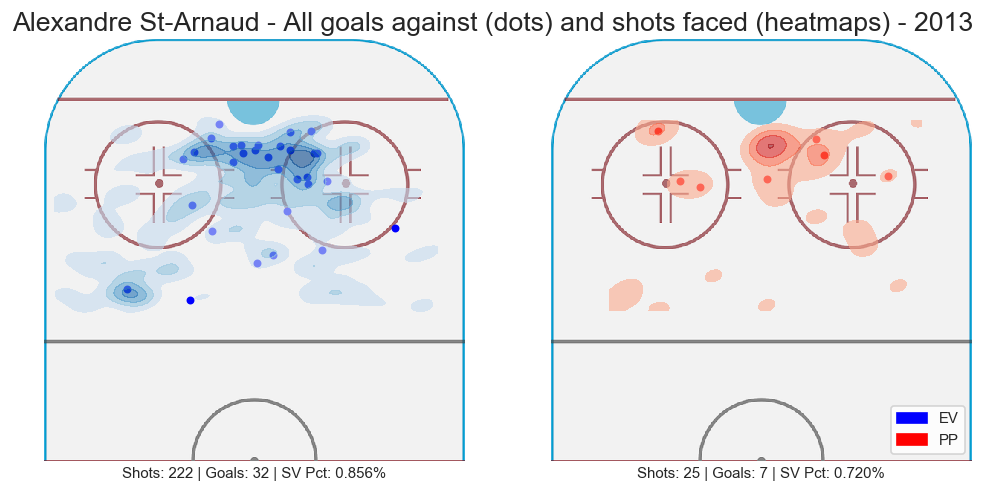 Alexandre St-Arnaud - All goals against (dots) and shots faced (heatmaps) - 2013
EV
PP
Shots: 222 | Goals: 32 | SV Pct: 0.856%
Shots: 25 | Goals: 7 | SV Pct: 0.720%